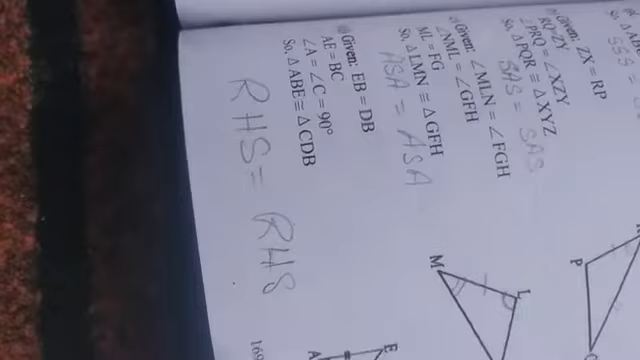 SSS =
Given: ZX = RP
RQ = ZY
∠PRQ = ∠XZY
So, △PQR ≅ △XYZ
SAS = SAS
Given: ∠MLN = ∠FGH
∠NML = ∠GFH
ML = FG
So, △LMN ≅ △GFH
ASA = ASA
Given: EB = DB
AE = BC
∠A = ∠C = 90°
So, △ABE ≅ △CDB
RHS = RHS
P
M
L
E
A
169